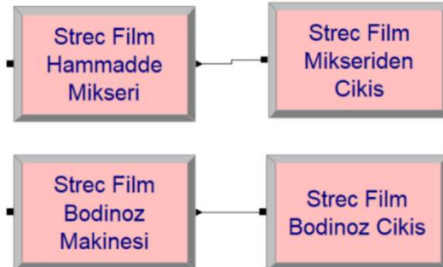 Strec Film
Hammadde
Mikseri
Strec Film
Mikseriden
Cikis
Strec Film
Bodinoz
Makinesi
Strec Film
Bodinoz Cikis